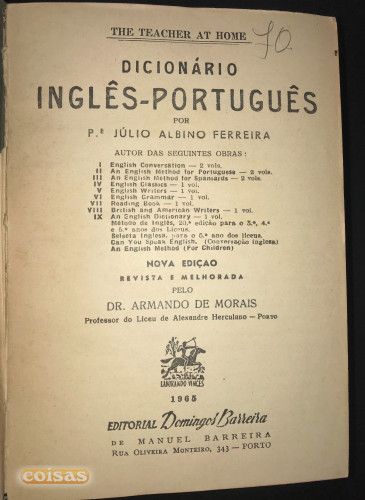 THE TEACHER AT HOME
70.
DICIONÁRIO
INGLÊS-PORTUGUÊS
POR
P.ᵉ JÚLIO ALBINO FERREIRA
AUTOR DAS SEGUINTES OBRAS:
I English Conversation — 2 vols.
II An English Method for Portuguese — 2 vols.
III An English Method for Spaniards — 2 vols.
IV English Classics — 1 vol.
V English Writers — 1 vol.
VI English Grammar — 1 vol.
VII Reading Book — 1 vol.
VIII British and American Writers — 1 vol.
IX An English Dictionary — 1 vol.
Método de Inglês, 20.ª edição para o 3.º, 4.º
e 5.º anos dos Liceus.
Selecta Inglesa, para o 5.º ano dos liceus.
Can You Speak English. (Conversação Inglesa)
An English Method (For Children)
NOVA EDIÇÃO
REVISTA E MELHORADA
PELO
DR. ARMANDO DE MORAIS
Professor do Liceu de Alexandre Herculano — PORTO
LABORANDO VINCES
1965
EDITORIAL Domingos Barreira
DE MANUEL BARREIRA
RUA OLIVEIRA MONTEIRO, 343 — PORTO
coisas